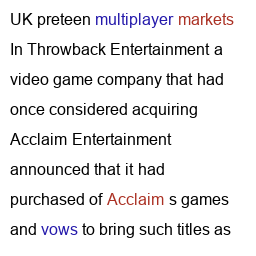 UK preteen multiplayer markets
In Throwback Entertainment a
video game company that had
once considered acquiring
Acclaim Entertainment
announced that it had
purchased of Acclaim s games
and vows to bring such titles as